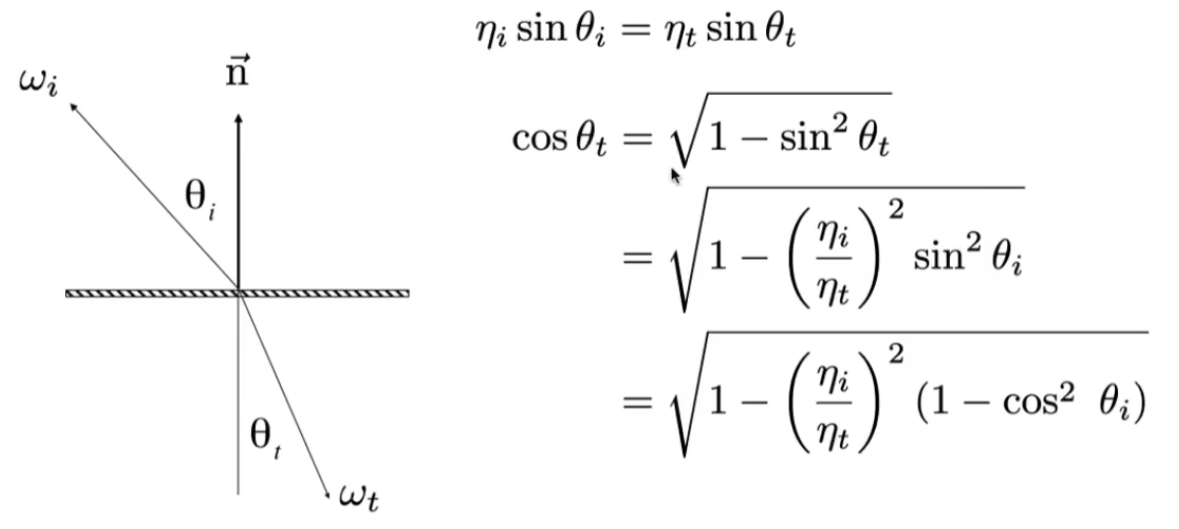 ωᵢ
n⃗
θᵢ
θₜ
ωₜ
ηᵢ sin θᵢ = ηₜ sin θₜ
cos θₜ = √(1 − sin² θₜ)
= √(1 − (ηᵢ/ηₜ)² sin² θᵢ)
= √(1 − (ηᵢ/ηₜ)² (1 − cos² θᵢ))